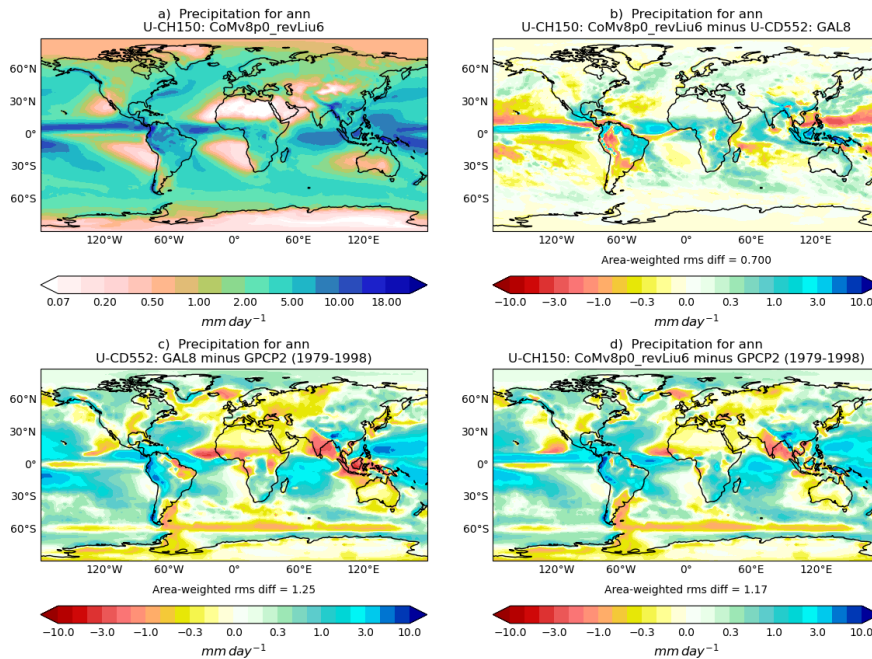 a) Precipitation for ann
U-CH150: CoMv8p0_revLiu6
60°N
30°N
0°
30°S
60°S
120°W 60°W 0° 60°E 120°E
0.07 0.20 0.50 1.00 2.00 5.00 10.00 18.00
mm day⁻¹
b) Precipitation for ann
U-CH150: CoMv8p0_revLiu6 minus U-CD552: GAL8
60°N
30°N
0°
30°S
60°S
120°W 60°W 0° 60°E 120°E
Area-weighted rms diff = 0.700
−10.0 −3.0 −1.0 −0.3 0.0 0.3 1.0 3.0 10.0
mm day⁻¹
c) Precipitation for ann
U-CD552: GAL8 minus GPCP2 (1979-1998)
60°N
30°N
0°
30°S
60°S
120°W 60°W 0° 60°E 120°E
Area-weighted rms diff = 1.25
−10.0 −3.0 −1.0 −0.3 0.0 0.3 1.0 3.0 10.0
mm day⁻¹
d) Precipitation for ann
U-CH150: CoMv8p0_revLiu6 minus GPCP2 (1979-1998)
60°N
30°N
0°
30°S
60°S
120°W 60°W 0° 60°E 120°E
Area-weighted rms diff = 1.17
−10.0 −3.0 −1.0 −0.3 0.0 0.3 1.0 3.0 10.0
mm day⁻¹